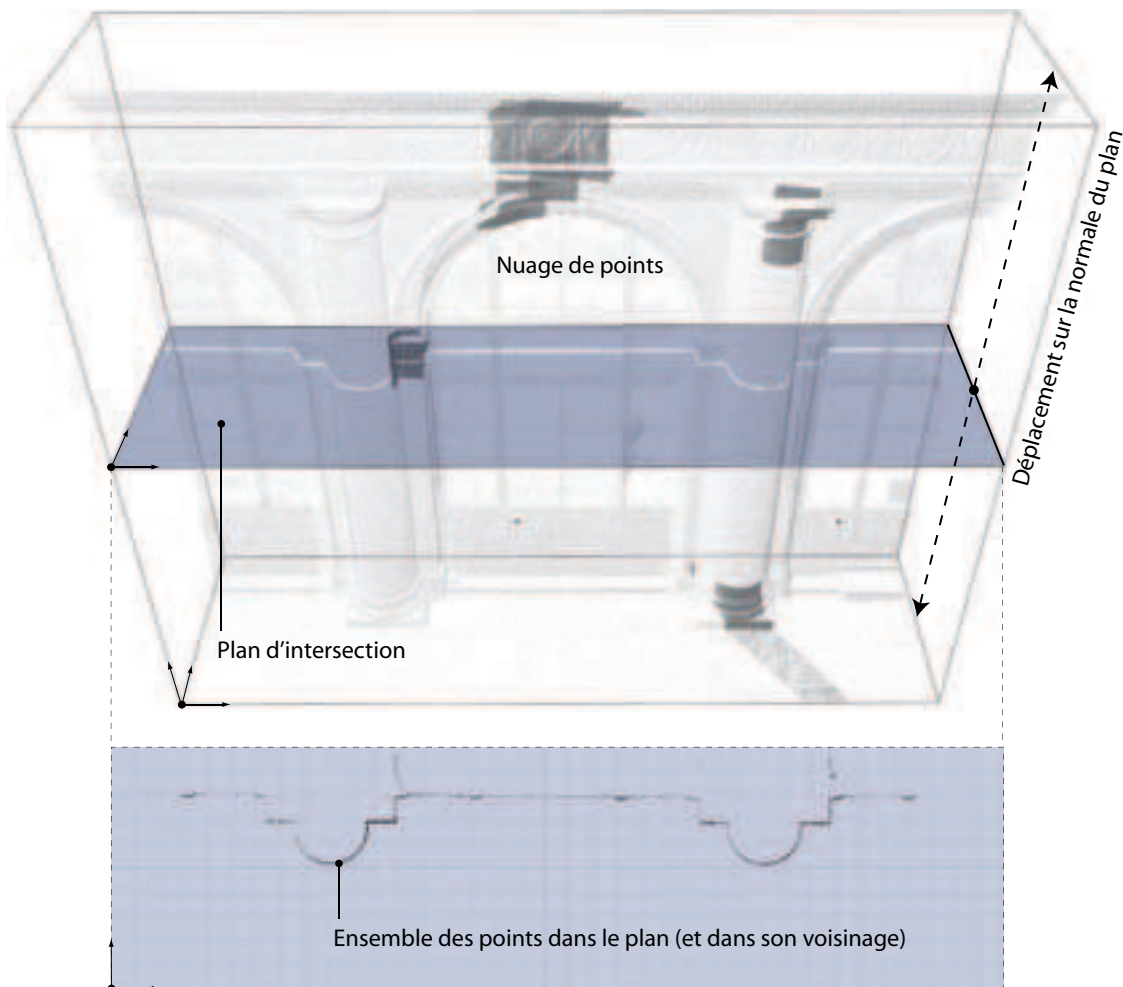 Déplacement sur la normale du plan
Nuage de points
Plan d'intersection
Ensemble des points dans le plan (et dans son voisinage)